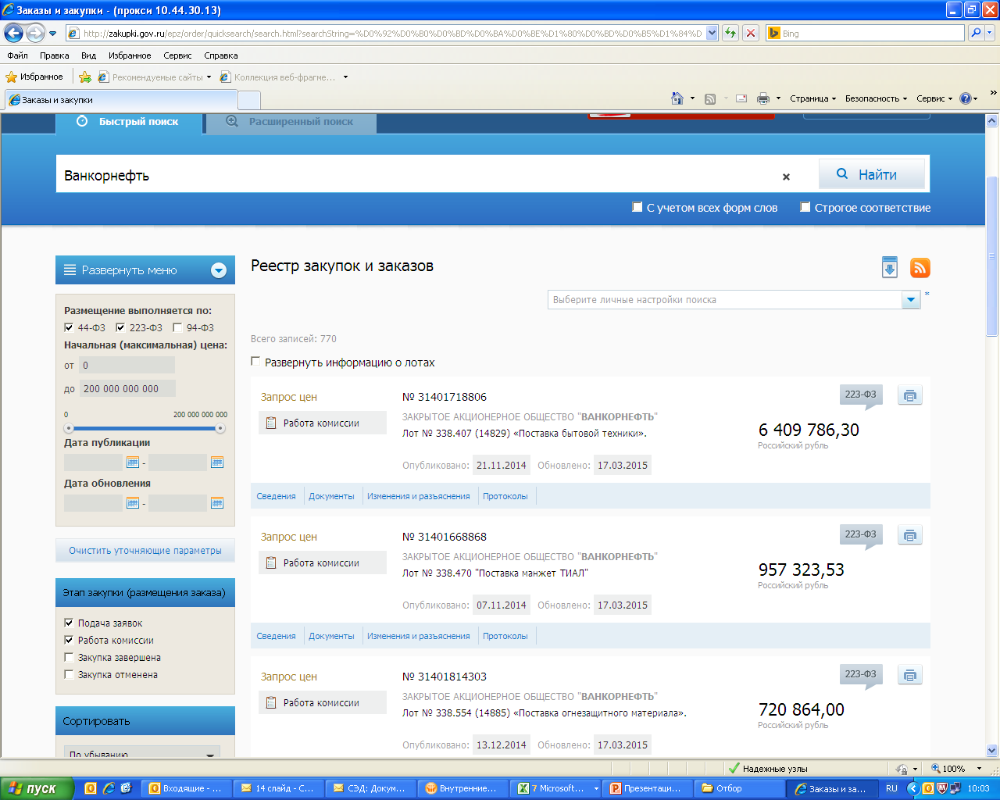 Заказы и закупки - (прокси 10.44.30.13)
http://zakupki.gov.ru/epz/order/quicksearch/search.html?searchString=%D0%92%D0%B0%D0%BD%D0%BA%D0%BE%D1%80%D0%BD%D0%B5%D1%84%D
Bing
Файл Правка Вид Избранное Сервис Справка
Избранное Рекомендуемые сайты Коллекция веб-фрагме...
Заказы и закупки
Страница Безопасность Сервис
Быстрый поиск Расширенный поиск
Ванкорнефть
Найти
С учетом всех форм слов Строгое соответствие
Развернуть меню
Размещение выполняется по:
44-ФЗ 223-ФЗ 94-ФЗ
Начальная (максимальная) цена:
от 0
до 200 000 000 000
0 200 000 000 000
Дата публикации
-
Дата обновления
-
Очистить уточняющие параметры
Этап закупки (размещения заказа)
Подача заявок
Работа комиссии
Закупка завершена
Закупка отменена
Сортировать
По убыванию
Реестр закупок и заказов
Выберите личные настройки поиска *
Всего записей: 770
Развернуть информацию о лотах
Запрос цен
Работа комиссии
№ 31401718806
ЗАКРЫТОЕ АКЦИОНЕРНОЕ ОБЩЕСТВО "ВАНКОРНЕФТЬ"
Лот № 338.407 (14829) «Поставка бытовой техники».
Опубликовано: 21.11.2014 Обновлено: 17.03.2015
223-ФЗ
6 409 786,30
Российский рубль
Сведения Документы Изменения и разъяснения Протоколы
Запрос цен
Работа комиссии
№ 31401668868
ЗАКРЫТОЕ АКЦИОНЕРНОЕ ОБЩЕСТВО "ВАНКОРНЕФТЬ"
Лот № 338.470 "Поставка манжет ТИАЛ"
Опубликовано: 07.11.2014 Обновлено: 17.03.2015
223-ФЗ
957 323,53
Российский рубль
Сведения Документы Изменения и разъяснения Протоколы
Запрос цен
Работа комиссии
№ 31401814303
ЗАКРЫТОЕ АКЦИОНЕРНОЕ ОБЩЕСТВО "ВАНКОРНЕФТЬ"
Лот № 338.554 (14885) «Поставка огнезащитного материала».
Опубликовано: 13.12.2014 Обновлено: 17.03.2015
223-ФЗ
720 864,00
Российский рубль
Надежные узлы 100%
пуск Входящие - ... 14 слайд - С... СЭД: Докум... Внутренние... 7 Microsoft... Презентаци... Отбор Заказы и за... RU 10:03